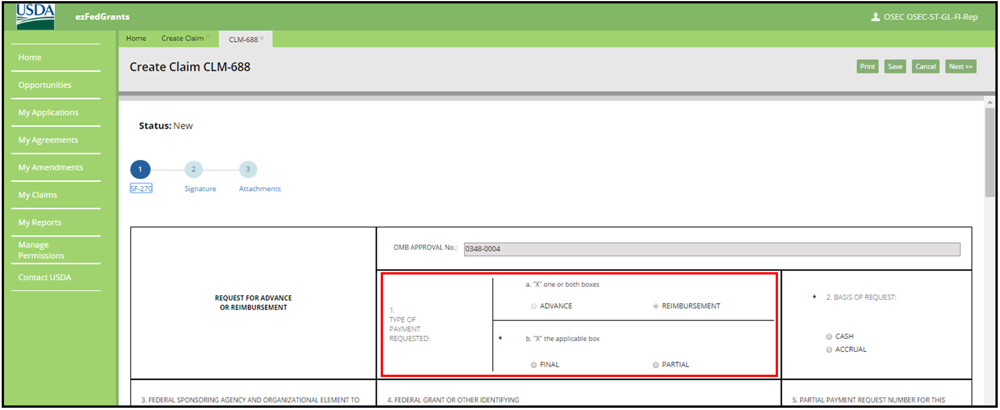 USDA
ezFedGrants
OSEC OSEC-ST-GL-FI-Rep
Home
Opportunities
My Applications
My Agreements
My Amendments
My Claims
My Reports
Manage
Permissions
Contact USDA
Home Create Claim × CLM-688 ×
Create Claim CLM-688
Print Save Cancel Next >>
Status: New
1 2 3
SF-270 Signature Attachments
REQUEST FOR ADVANCE
OR REIMBURSEMENT
OMB APPROVAL No.: 0348-0004
1.
TYPE OF
PAYMENT
REQUESTED:
a. "X" one or both boxes
ADVANCE REIMBURSEMENT
* b. "X" the applicable box
FINAL PARTIAL
* 2. BASIS OF REQUEST:
CASH
ACCRUAL
3. FEDERAL SPONSORING AGENCY AND ORGANIZATIONAL ELEMENT TO
4. FEDERAL GRANT OR OTHER IDENTIFYING
5. PARTIAL PAYMENT REQUEST NUMBER FOR THIS